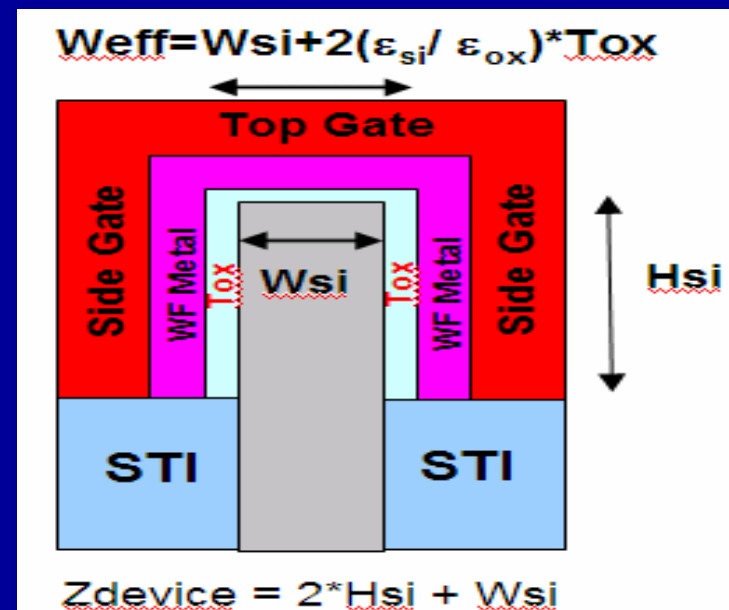 Weff=Wsi+2(εsi/ εox)*Tox
Top Gate
Side Gate
WF Metal
Tox
Wsi
Tox
WF Metal
Side Gate
Hsi
STI
STI
Zdevice = 2*Hsi + Wsi